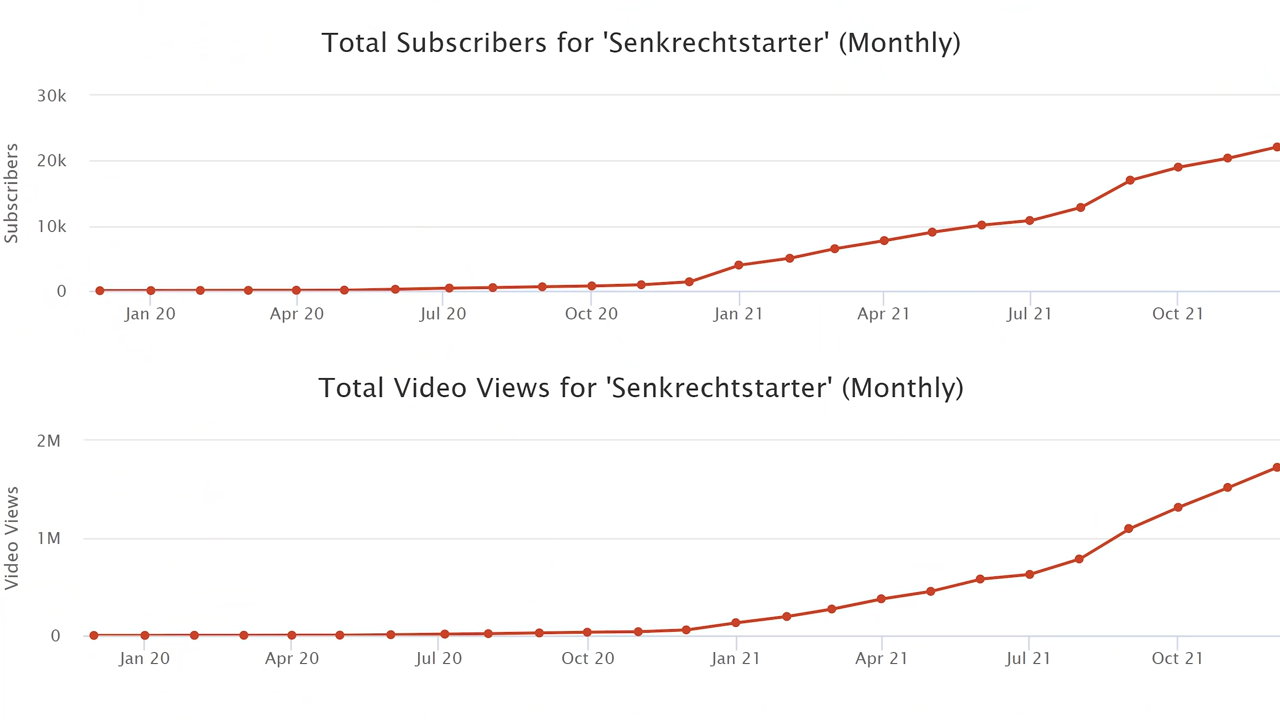 Total Subscribers for 'Senkrechtstarter' (Monthly)
30k
20k
10k
0
Subscribers
Jan 20 Apr 20 Jul 20 Oct 20 Jan 21 Apr 21 Jul 21 Oct 21
Total Video Views for 'Senkrechtstarter' (Monthly)
2M
1M
0
Video Views
Jan 20 Apr 20 Jul 20 Oct 20 Jan 21 Apr 21 Jul 21 Oct 21